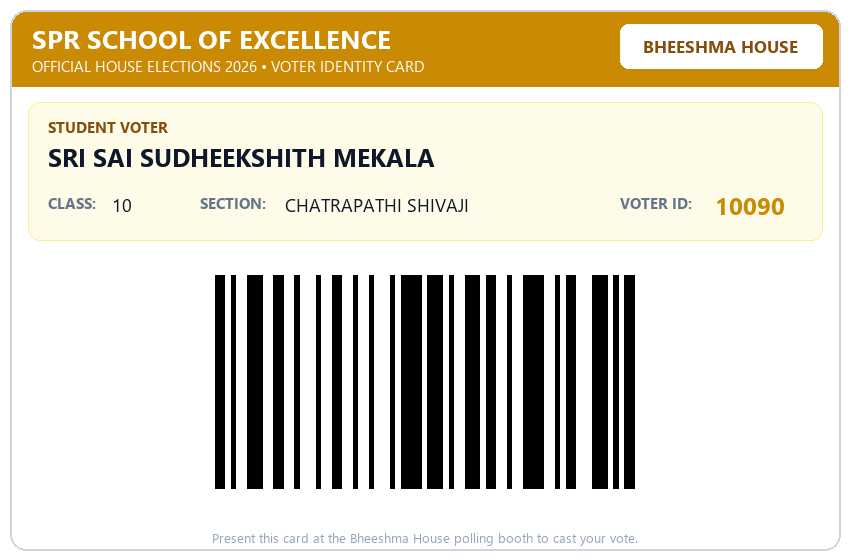 SPR SCHOOL OF EXCELLENCE
OFFICIAL HOUSE ELECTIONS 2026 • VOTER IDENTITY CARD
BHEESHMA HOUSE
STUDENT VOTER
SRI SAI SUDHEEKSHITH MEKALA
CLASS: 10 SECTION: CHATRAPATHI SHIVAJI VOTER ID: 10090
Present this card at the Bheeshma House polling booth to cast your vote.